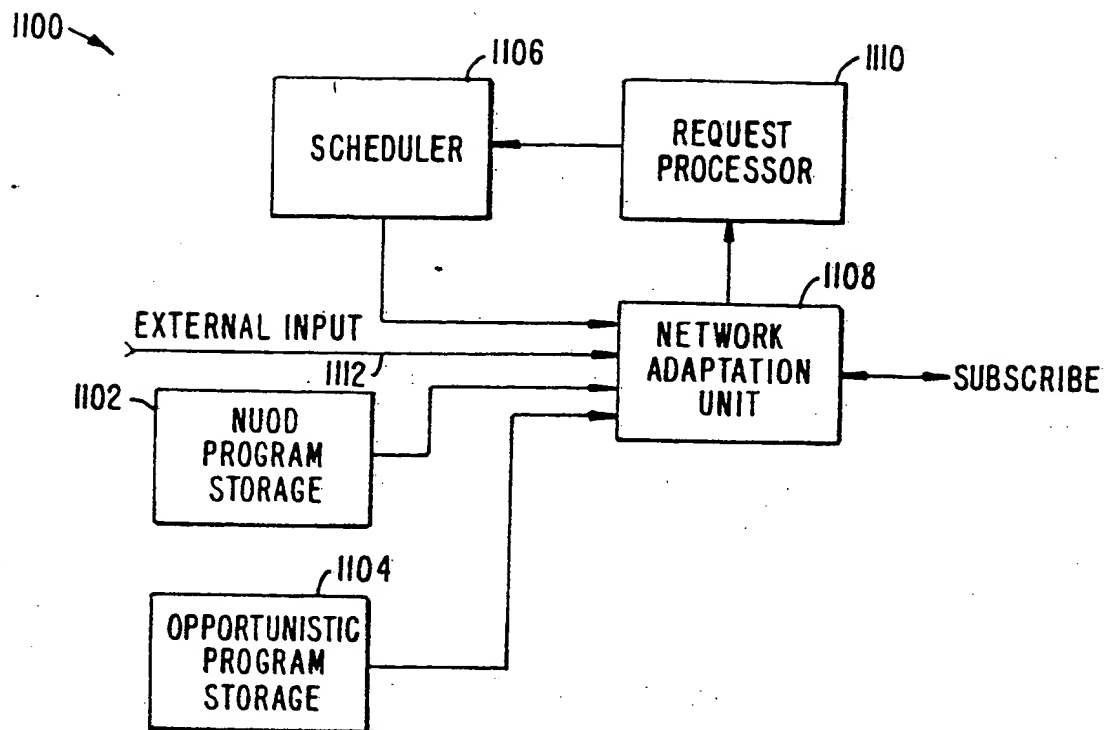 1100
1106
SCHEDULER
1110
REQUEST
PROCESSOR
1108
NETWORK
ADAPTATION
UNIT
EXTERNAL INPUT
1112
SUBSCRIBE
1102
NUOD
PROGRAM
STORAGE
1104
OPPORTUNISTIC
PROGRAM
STORAGE